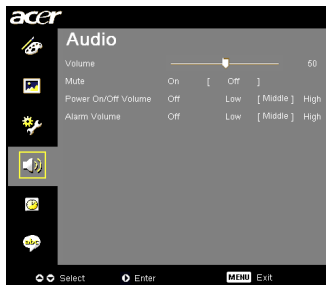 acer
Audio
Volume 50
Mute On [ Off ]
Power On/Off Volume Off Low [ Middle ] High
Alarm Volume Off Low [ Middle ] High
abc
Select Enter MENU Exit